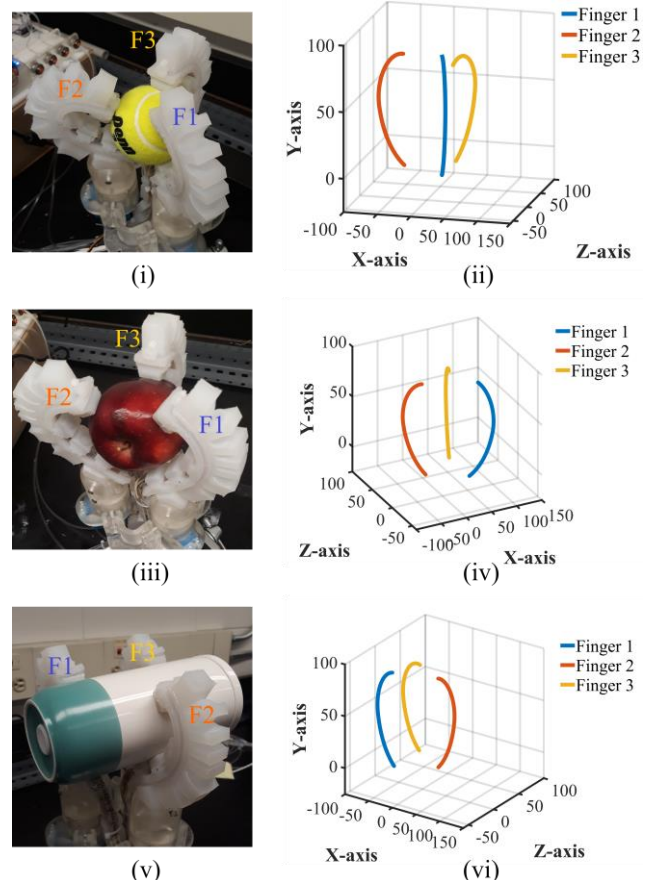 F3
F2
F1
Dépu
(i)
Finger 1
Finger 2
Finger 3
100
50
0
Y-axis
-100
-50
0
50
100
150
X-axis
100
50
0
-50
Z-axis
(ii)
F3
F2
F1
(iii)
Finger 1
Finger 2
Finger 3
100
50
0
Y-axis
100
50
0
-50
Z-axis
-100
-50
0
50
100
150
X-axis
(iv)
F1
F3
F2
(v)
Finger 1
Finger 2
Finger 3
100
50
0
Y-axis
-100
-50
0
50
100
150
X-axis
100
50
0
-50
Z-axis
(vi)